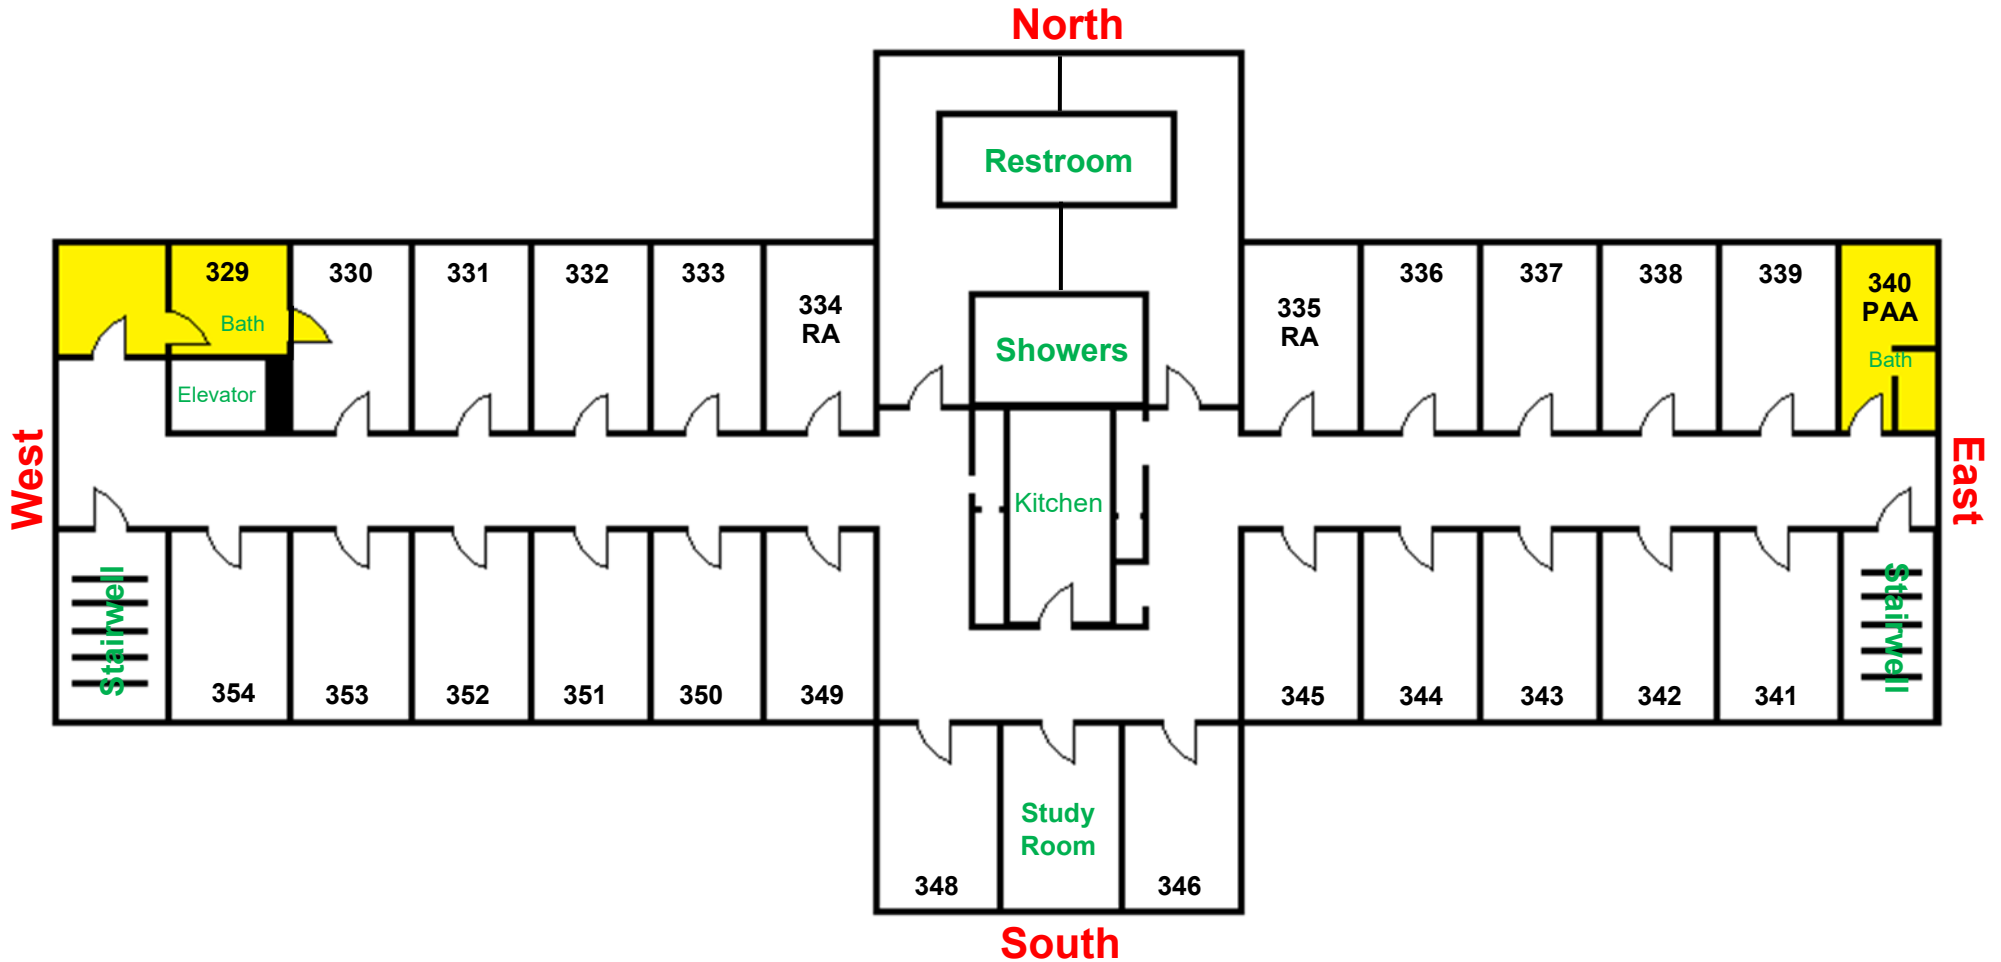 North
Restroom
329
330
331
332
333
334
RA
335
RA
336
337
338
339
340
PAA
Bath
Showers
Bath
Elevator
West
Kitchen
East
Stairwell
Stairwell
354
353
352
351
350
349
345
344
343
342
341
Study
Room
348
346
South